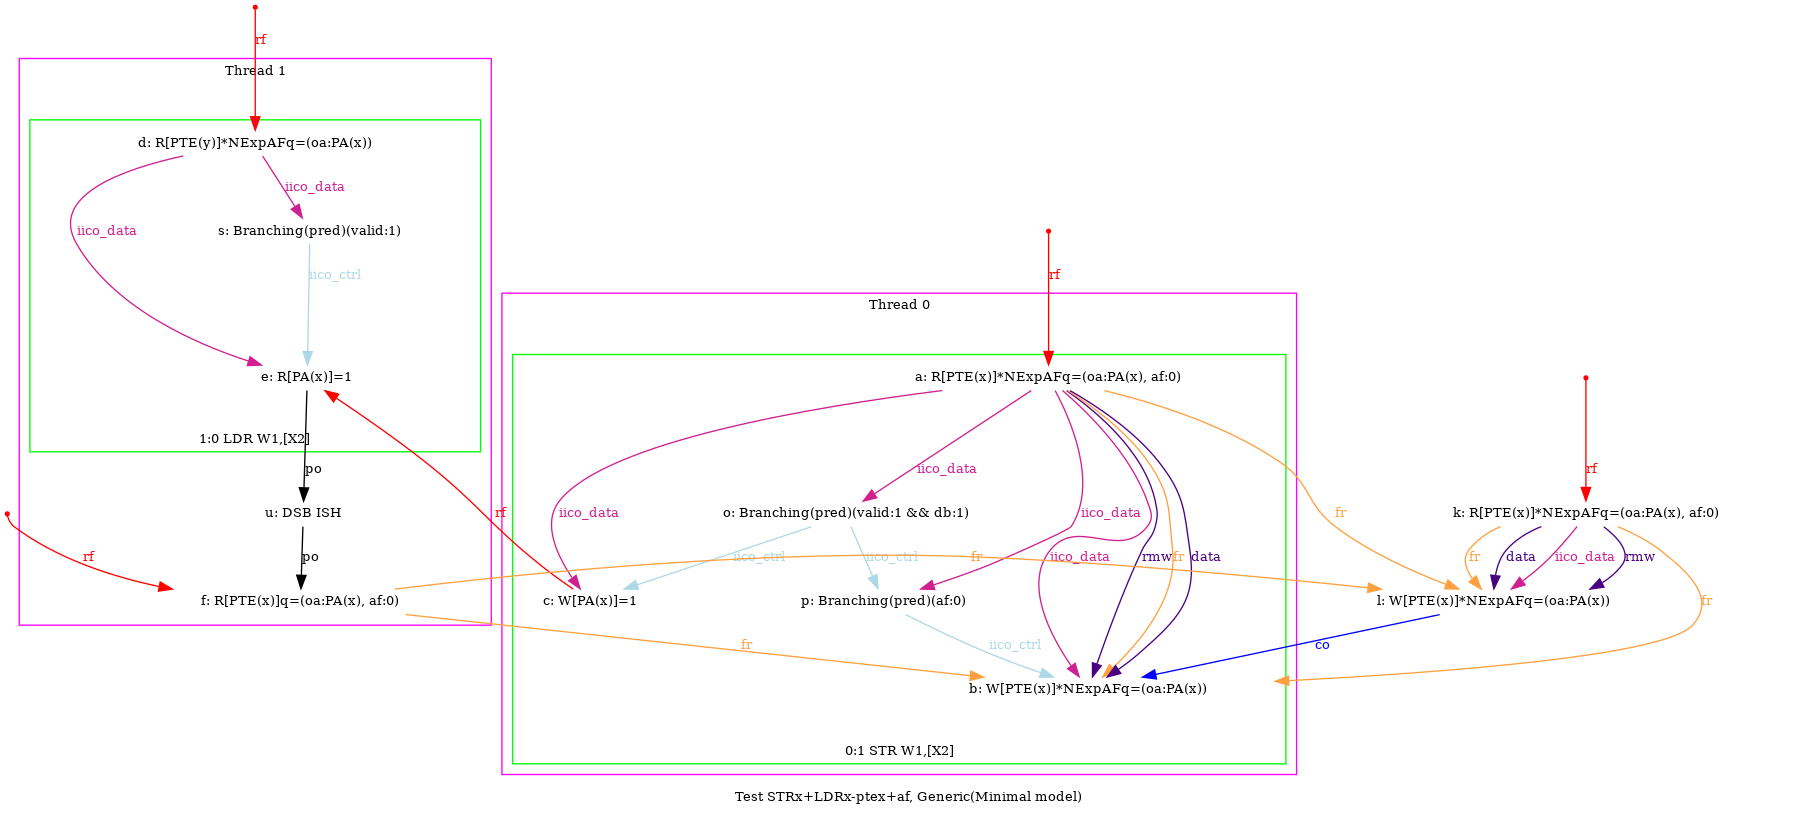 rf
Thread 1
d: R[PTE(y)]*NExpAFq=(oa:PA(x))
iico_data
iico_data
s: Branching(pred)(valid:1)
iico_ctrl
rf
Thread 0
e: R[PA(x)]=1
a: R[PTE(x)]*NExpAFq=(oa:PA(x), af:0)
1:0 LDR W1,[X2]
po
iico_data
rf
u: DSB ISH
rf
iico_data
o: Branching(pred)(valid:1 && db:1)
iico_data
fr
k: R[PTE(x)]*NExpAFq=(oa:PA(x), af:0)
rf
po
iico_ctrl
iico_ctrl
fr
iico_data
rmw
fr
data
fr
data
iico_data
rmw
f: R[PTE(x)]q=(oa:PA(x), af:0)
c: W[PA(x)]=1
p: Branching(pred)(af:0)
l: W[PTE(x)]*NExpAFq=(oa:PA(x))
fr
fr
iico_ctrl
co
b: W[PTE(x)]*NExpAFq=(oa:PA(x))
0:1 STR W1,[X2]
Test STRx+LDRx-ptex+af, Generic(Minimal model)